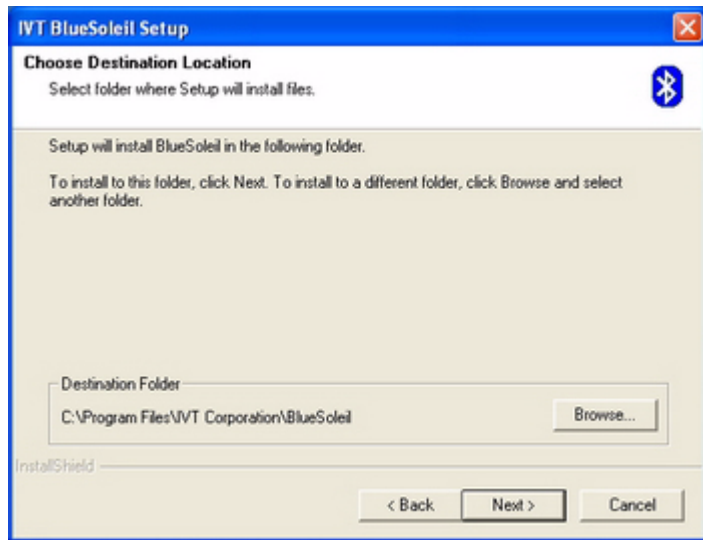 IVT BlueSoleil Setup
Choose Destination Location
Select folder where Setup will install files.
Setup will install BlueSoleil in the following folder.
To install to this folder, click Next. To install to a different folder, click Browse and select
another folder.
Destination Folder
C:\Program Files\IVT Corporation\BlueSoleil
Browse...
InstallShield
< Back
Next >
Cancel